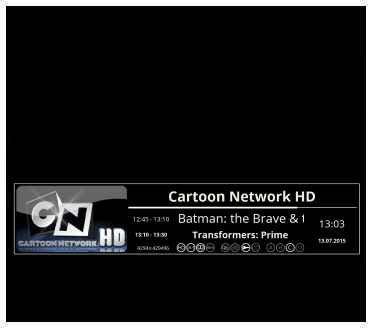 Cartoon Network HD
CN
CARTOON NETWORK HD
12:45 - 13:10 Batman: the Brave & t
13:03
13:10 - 13:30 Transformers: Prime
13.07.2015